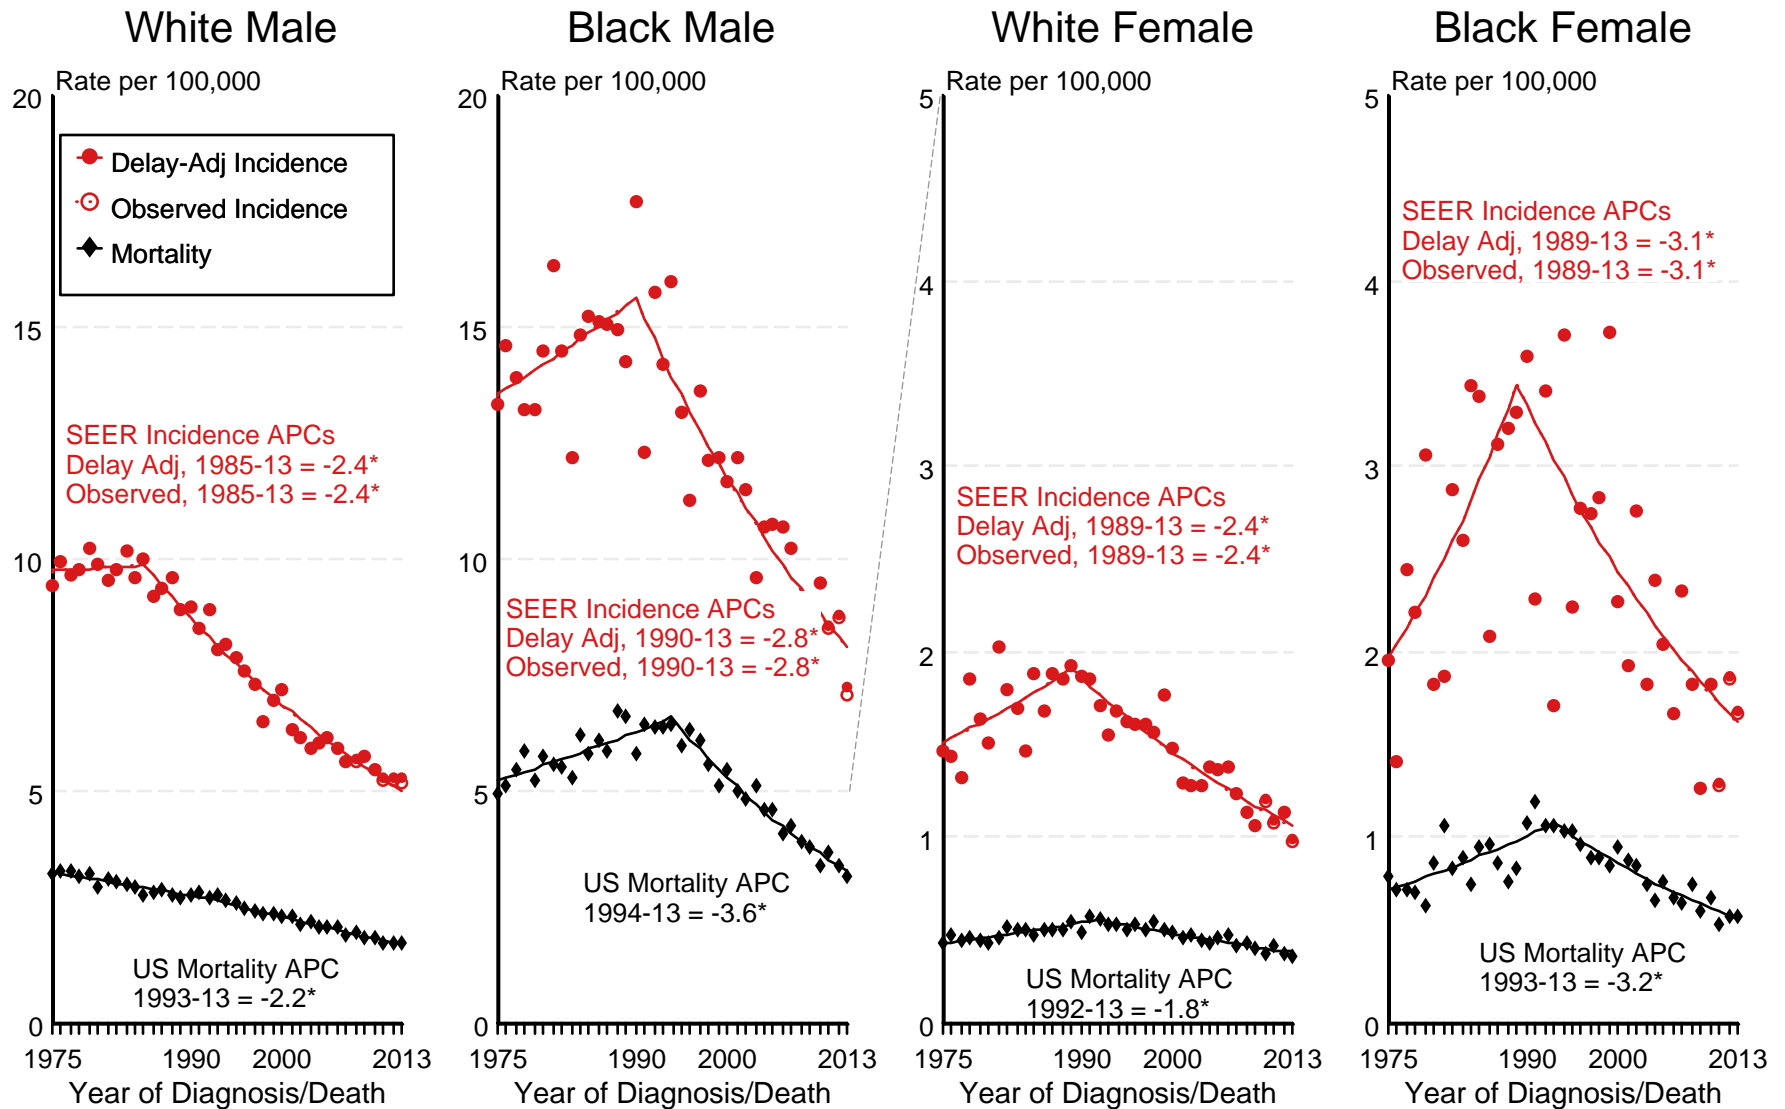 White Male
Rate per 100,000
20
15
10
5
0
Delay-Adj Incidence
Observed Incidence
Mortality
SEER Incidence APCs
Delay Adj, 1985-13 = -2.4*
Observed, 1985-13 = -2.4*
US Mortality APC
1993-13 = -2.2*
1975 1990 2000 2013
Year of Diagnosis/Death
Black Male
Rate per 100,000
20
15
10
5
0
SEER Incidence APCs
Delay Adj, 1990-13 = -2.8*
Observed, 1990-13 = -2.8*
US Mortality APC
1994-13 = -3.6*
1975 1990 2000 2013
Year of Diagnosis/Death
White Female
Rate per 100,000
5
4
3
2
1
0
SEER Incidence APCs
Delay Adj, 1989-13 = -2.4*
Observed, 1989-13 = -2.4*
US Mortality APC
1992-13 = -1.8*
1975 1990 2000 2013
Year of Diagnosis/Death
Black Female
Rate per 100,000
5
4
3
2
1
0
SEER Incidence APCs
Delay Adj, 1989-13 = -3.1*
Observed, 1989-13 = -3.1*
US Mortality APC
1993-13 = -3.2*
1975 1990 2000 2013
Year of Diagnosis/Death